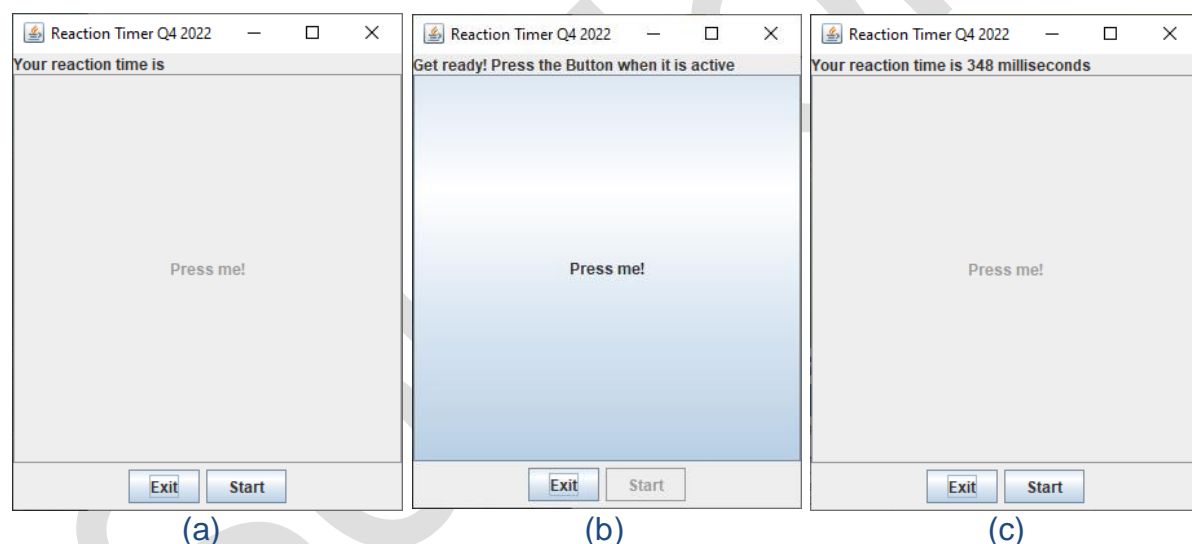 Reaction Timer Q4 2022
Your reaction time is
Press me!
Exit Start
(a)
Reaction Timer Q4 2022
Get ready! Press the Button when it is active
Press me!
Exit Start
(b)
Reaction Timer Q4 2022
Your reaction time is 348 milliseconds
Press me!
Exit Start
(c)